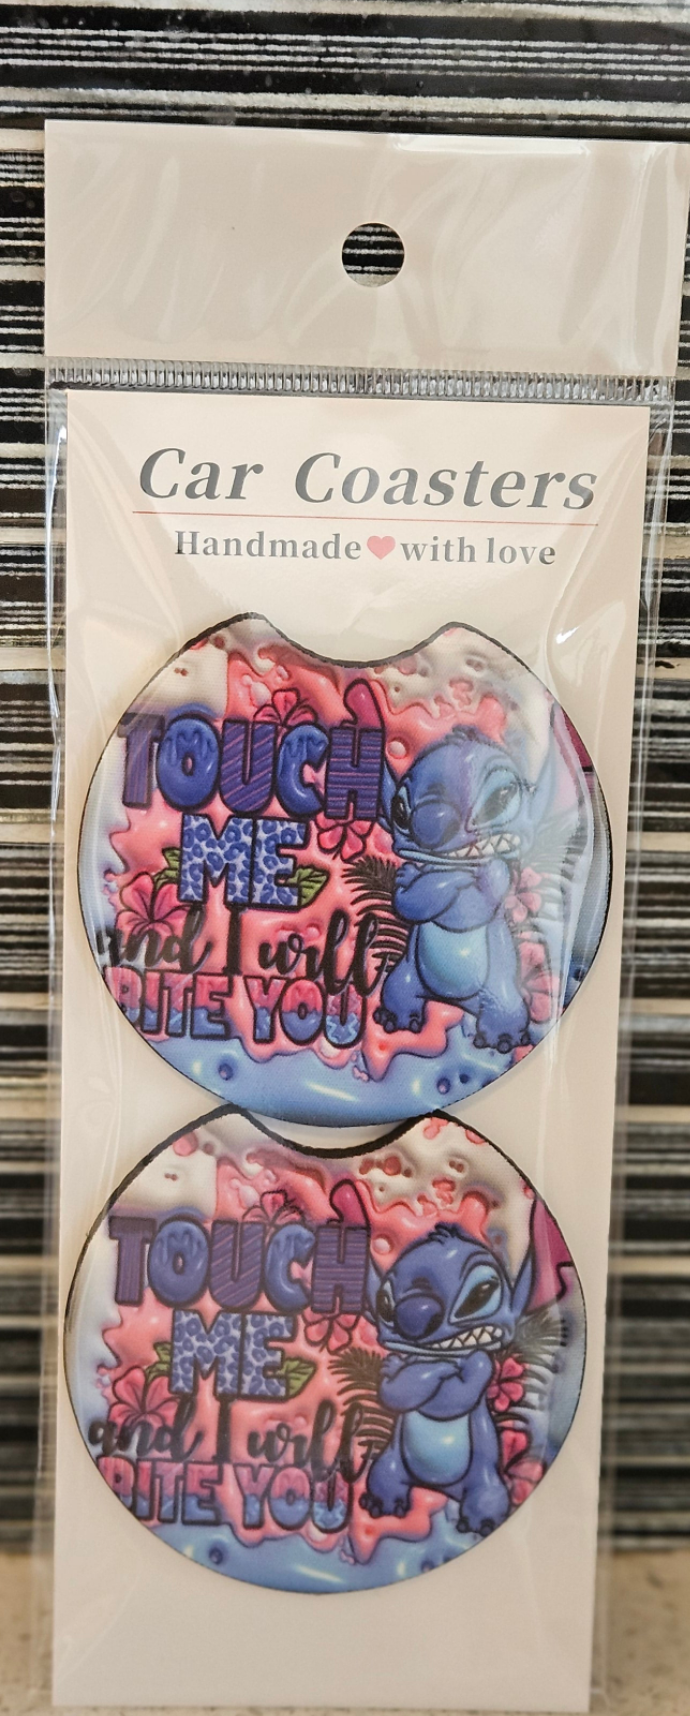 Car Coasters
Handmade❤with love
TOUCH
ME
and I will
BITE YOU
TOUCH
ME
and I will
BITE YOU